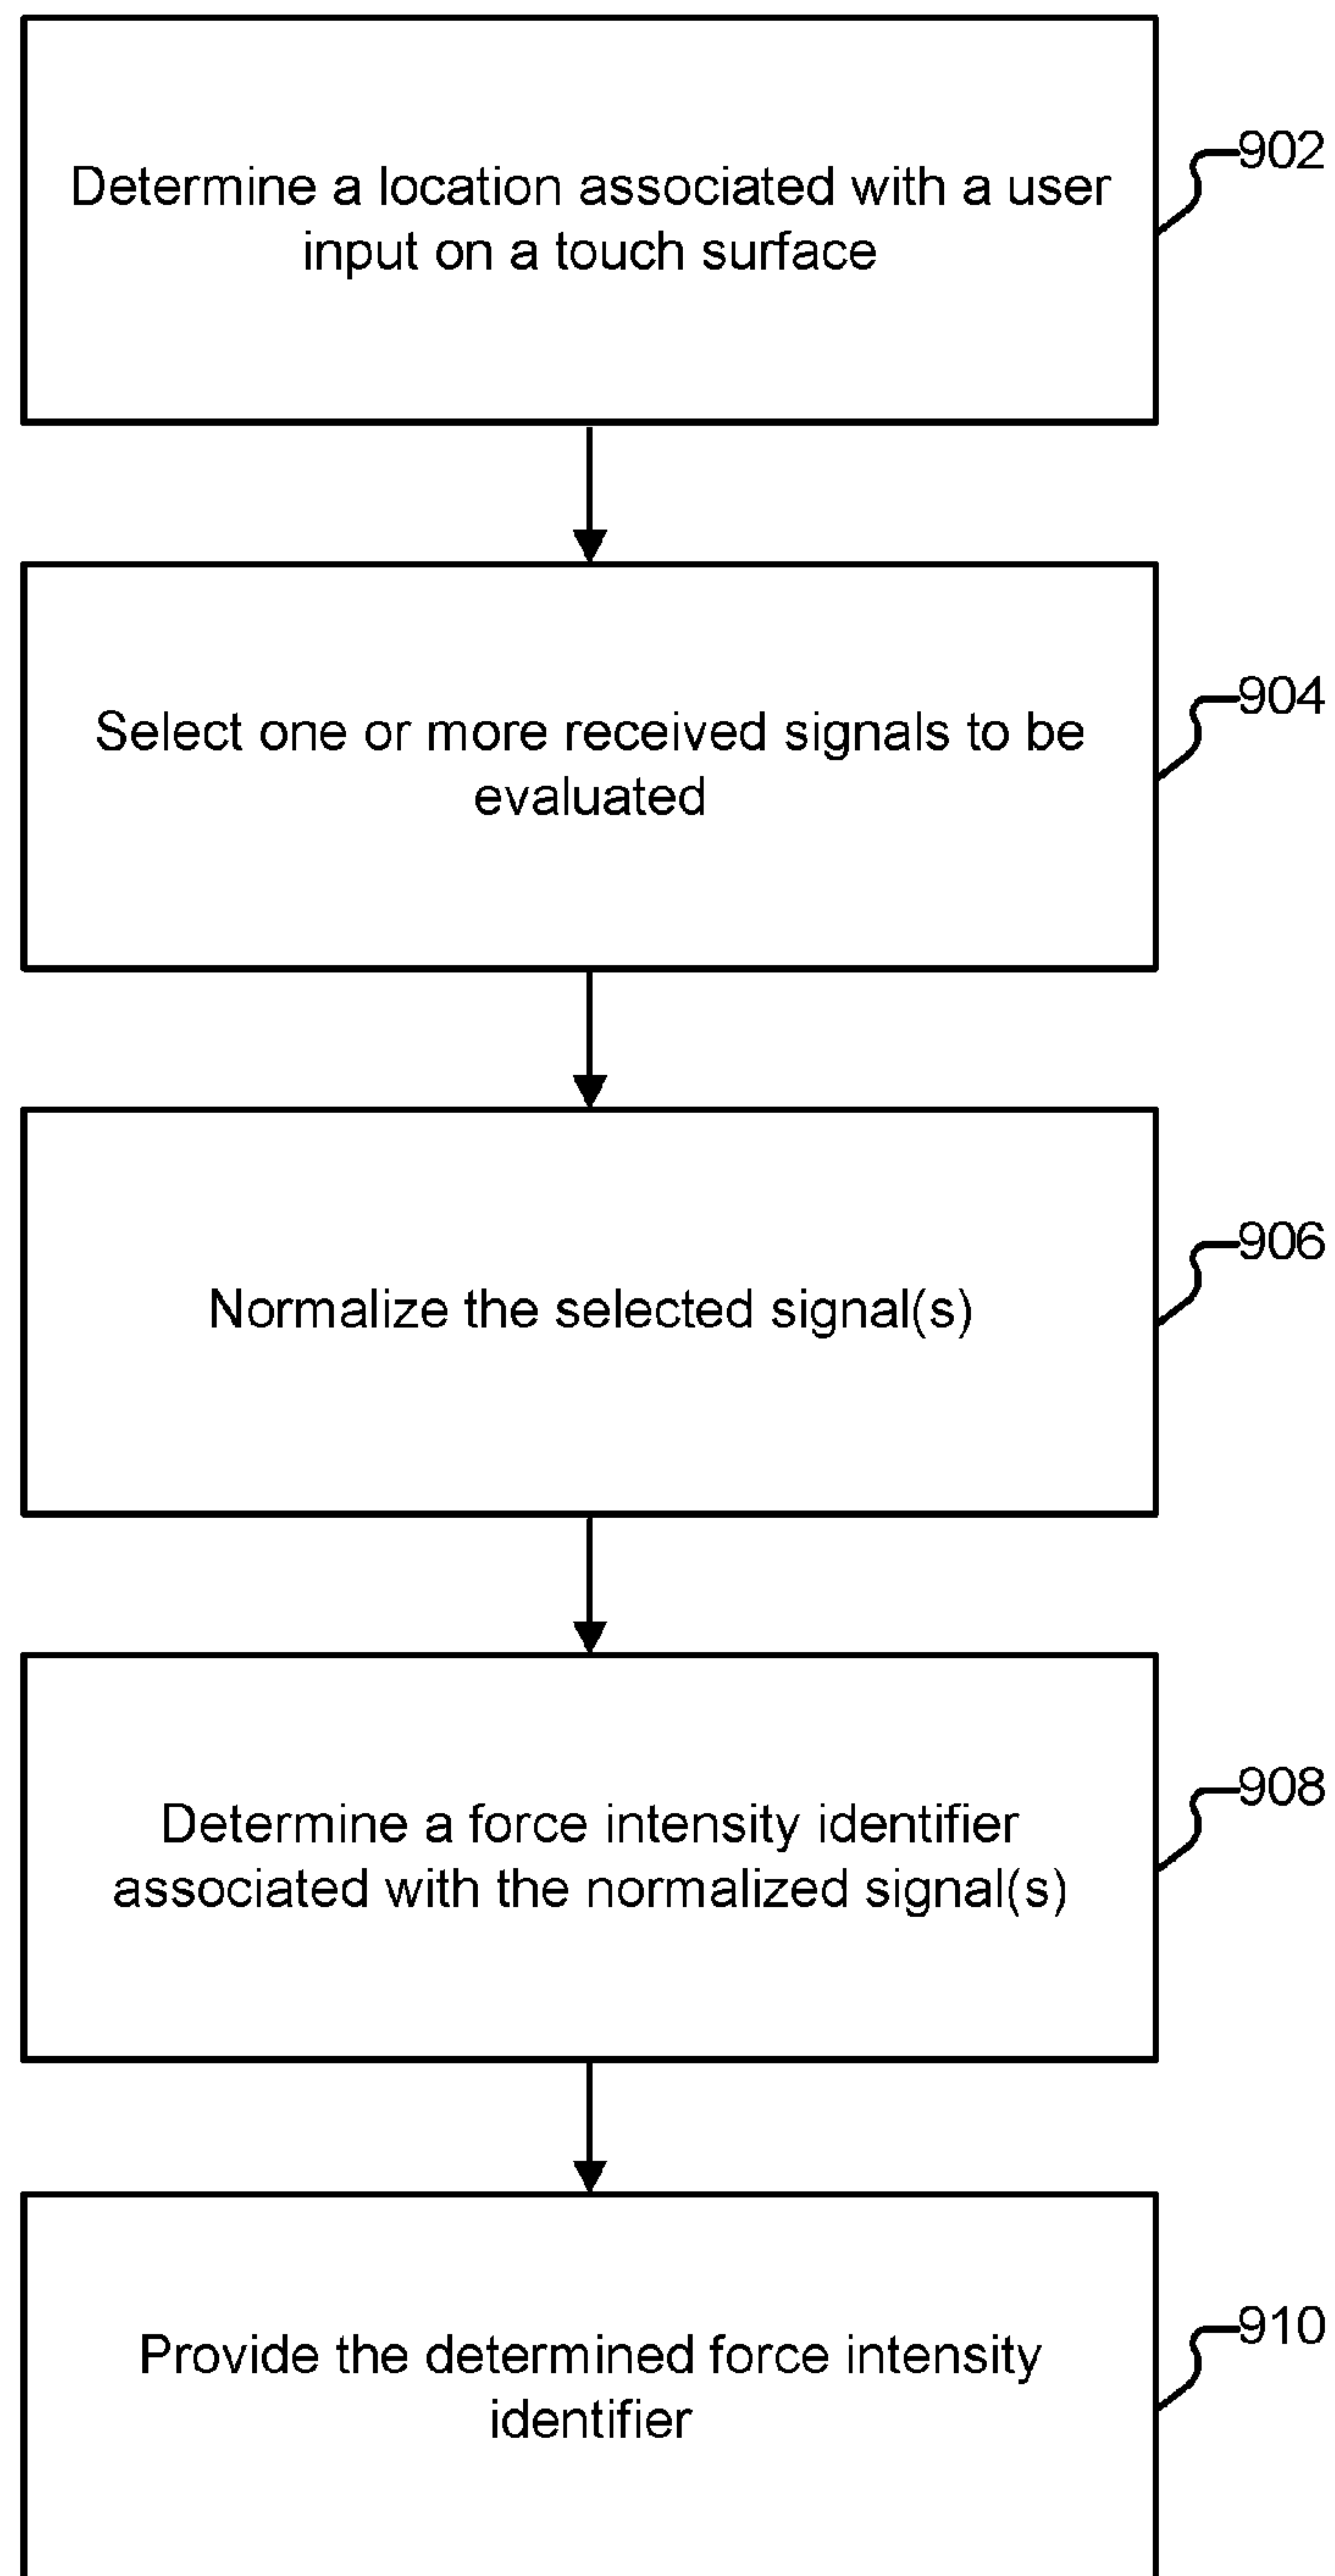 Determine a location associated with a user
input on a touch surface
902
Select one or more received signals to be
evaluated
904
Normalize the selected signal(s)
906
Determine a force intensity identifier
associated with the normalized signal(s)
908
Provide the determined force intensity
identifier
910